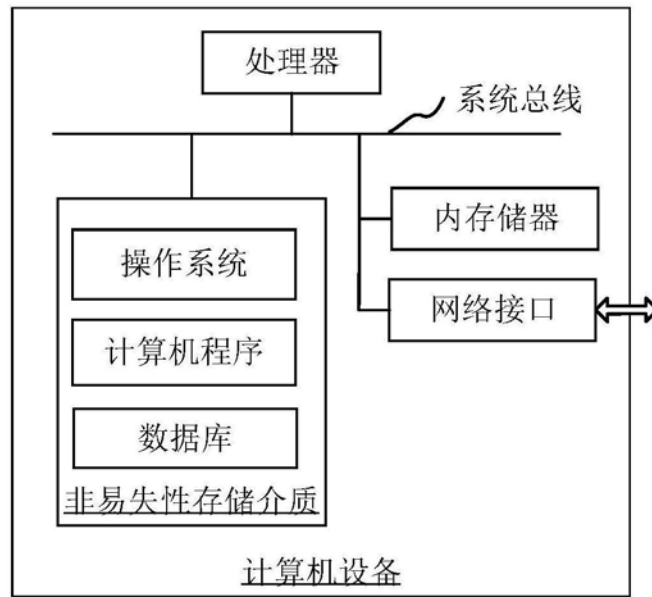 处理器
系统总线
内存储器
操作系统
网络接口
计算机程序
数据库
非易失性存储介质
计算机设备